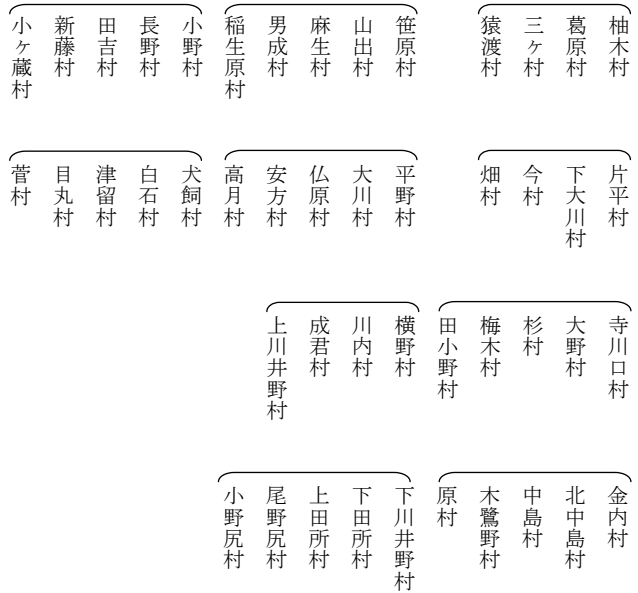 柚木村
葛原村
三ヶ村
猿渡村
笹原村
山出村
麻生村
男成村
稲生原村
小野村
長野村
田吉村
新藤村
小ヶ蔵村
片平村
下大川村
今村
畑村
平野村
大川村
仏原村
安方村
高月村
犬飼村
白石村
津留村
目丸村
菅村
寺川口村
大野村
杉村
梅木村
田小野村
横野村
川内村
成君村
上川井野村
金内村
北中島村
中島村
木鷺野村
原村
下川井野村
下田所村
上田所村
尾野尻村
小野尻村